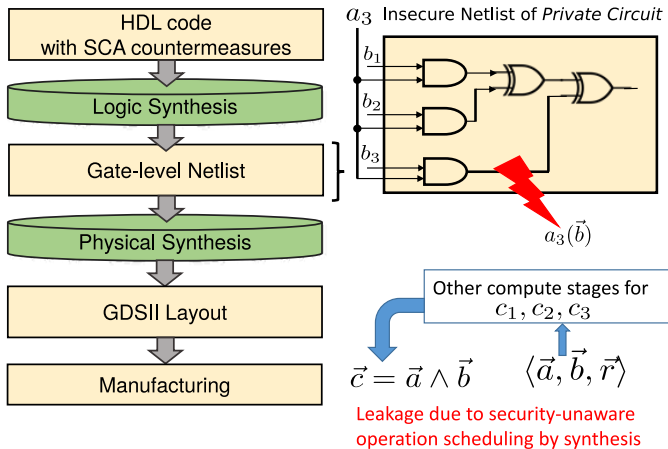 HDL code
with SCA countermeasures
Logic Synthesis
Gate-level Netlist
Physical Synthesis
GDSII Layout
Manufacturing
a₃ Insecure Netlist of Private Circuit
b₁
b₂
b₃
a₃(b⃗)
Other compute stages for
c₁, c₂, c₃
c⃗ = a⃗ ∧ b⃗
⟨a⃗, b⃗, r⃗⟩
Leakage due to security-unaware
operation scheduling by synthesis